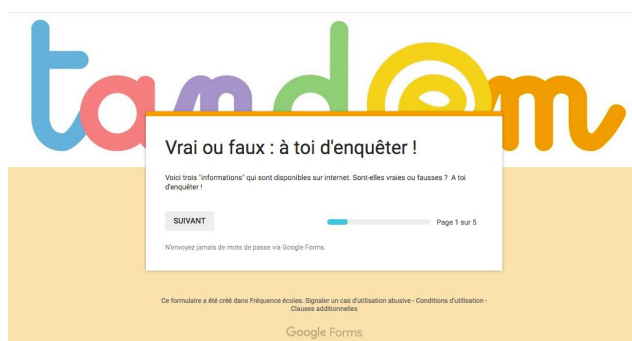 tandem
Vrai ou faux : à toi d'enquêter !
Voici trois "informations" qui sont disponibles sur internet. Sont-elles vraies ou fausses ? A toi
d'enquêter !
SUIVANT
Page 1 sur 5
N'envoyez jamais de mots de passe via Google Forms.
Ce formulaire a été créé dans Fréquence écoles. Signaler un cas d'utilisation abusive - Conditions d'utilisation -
Clauses additionnelles
Google Forms